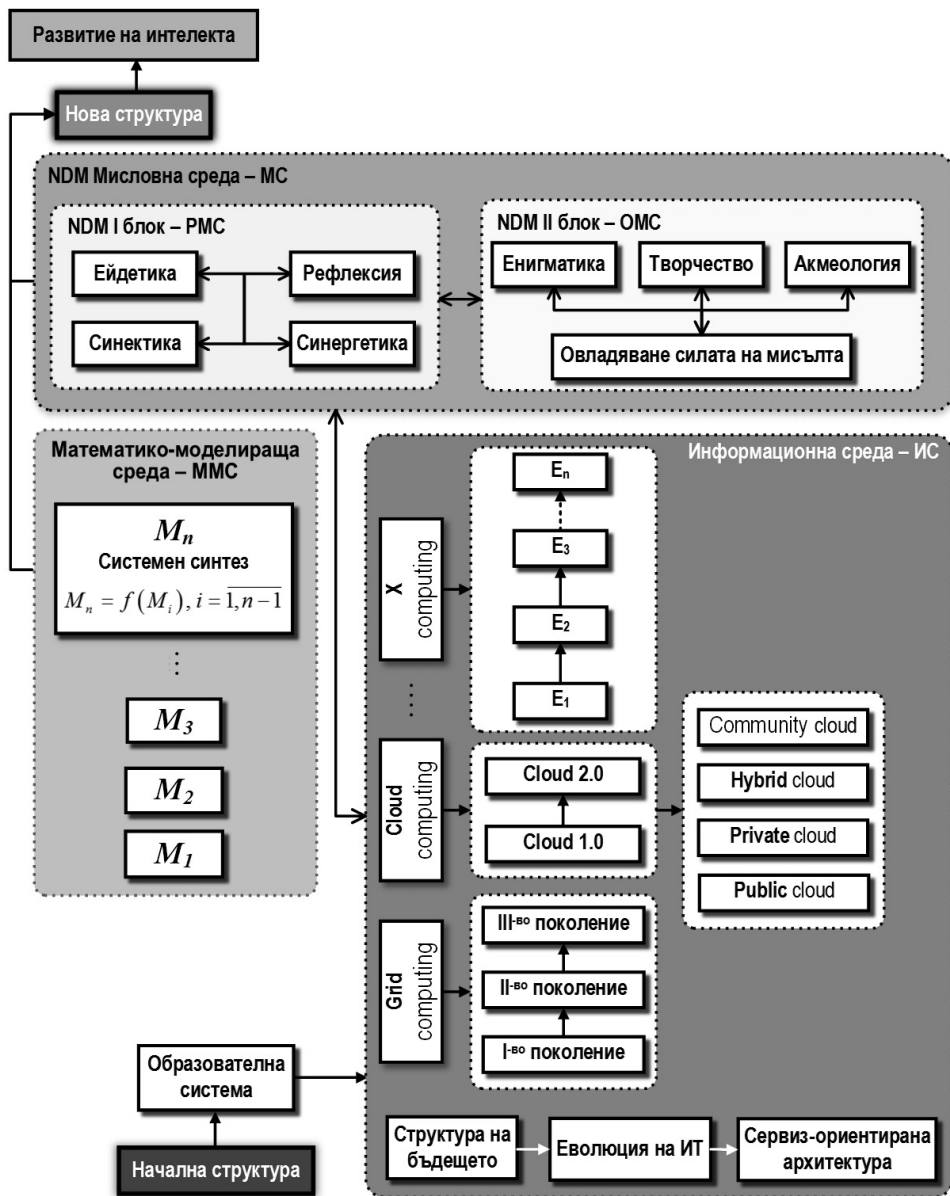 Развитие на интелекта
Нова структура
NDM Мисловна среда – МС
NDM I блок – РМС
Ейдетика
Рефлексия
Синектика
Синергетика
NDM II блок – ОМС
Енигматика
Творчество
Акмеология
Овладяване силата на мисълта
Математико-моделираща
среда – ММС
Mn
Системен синтез
Mn = f(Mi), i = 1, n−1
M3
M2
M1
Информационна среда – ИС
X
computing
En
E3
E2
E1
Cloud
computing
Cloud 2.0
Cloud 1.0
Community cloud
Hybrid cloud
Private cloud
Public cloud
Grid
computing
III-во поколение
II-во поколение
I-во поколение
Образователна
система
Начална структура
Структура на
бъдещето
Еволюция на ИТ
Сервиз-ориентирана
архитектура